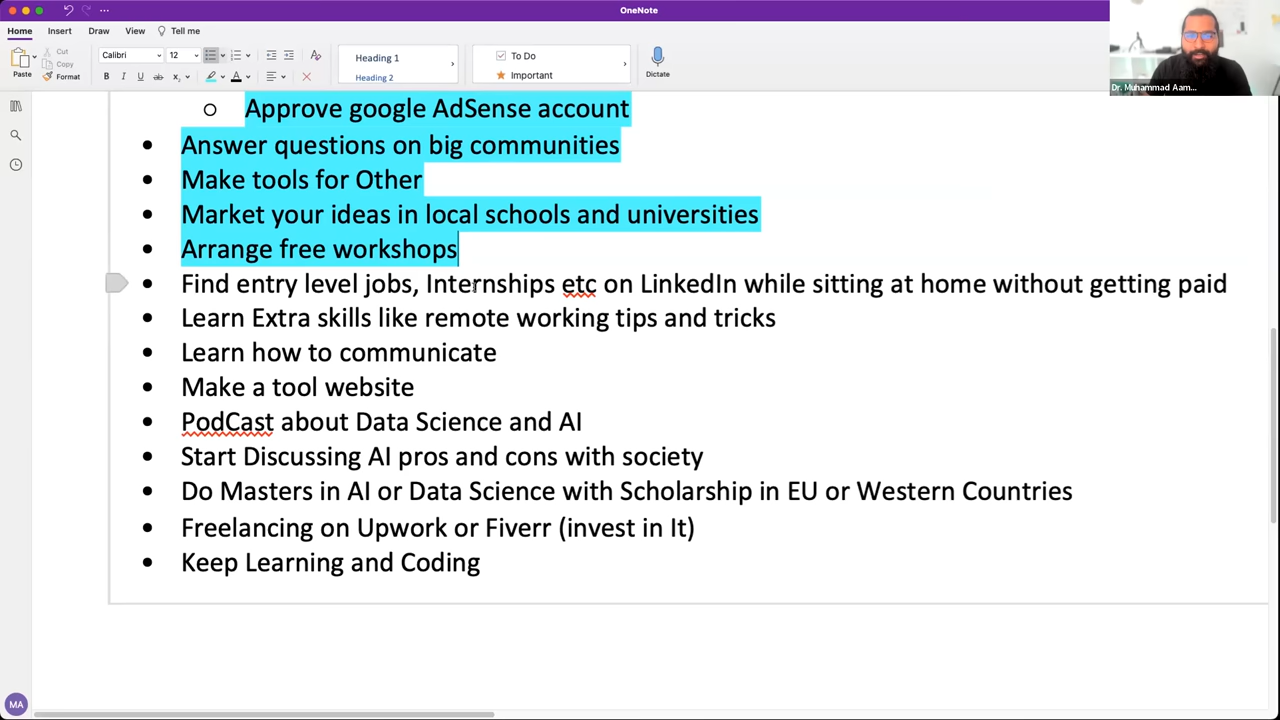 OneNote
Home Insert Draw View Tell me
Paste
Cut
Copy
Format
Calibri 12
Heading 1
Heading 2
To Do
Important
Dictate
Dr. Muhammad Aam...
Approve google AdSense account
Answer questions on big communities
Make tools for Other
Market your ideas in local schools and universities
Arrange free workshops
Find entry level jobs, Internships etc on LinkedIn while sitting at home without getting paid
Learn Extra skills like remote working tips and tricks
Learn how to communicate
Make a tool website
PodCast about Data Science and AI
Start Discussing AI pros and cons with society
Do Masters in AI or Data Science with Scholarship in EU or Western Countries
Freelancing on Upwork or Fiverr (invest in It)
Keep Learning and Coding
MA